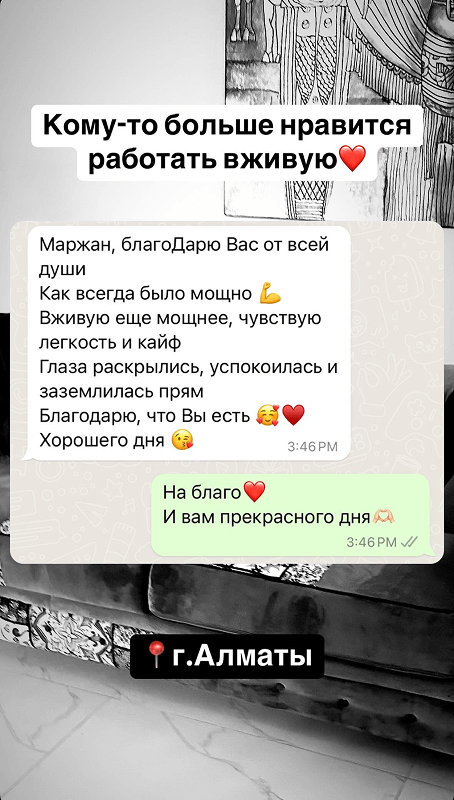 Кому-то больше нравится
работать вживую❤️
Маржан, благоДарю Вас от всей
души
Как всегда было мощно 💪
Вживую еще мощнее, чувствую
легкость и кайф
Глаза раскрылись, успокоилась и
заземлилась прям
Благодарю, что Вы есть 🥰♥️
Хорошего дня 😘
3:46 PM
На благо❤️
И вам прекрасного дня🫶🏻
3:46 PM
📍г.Алматы